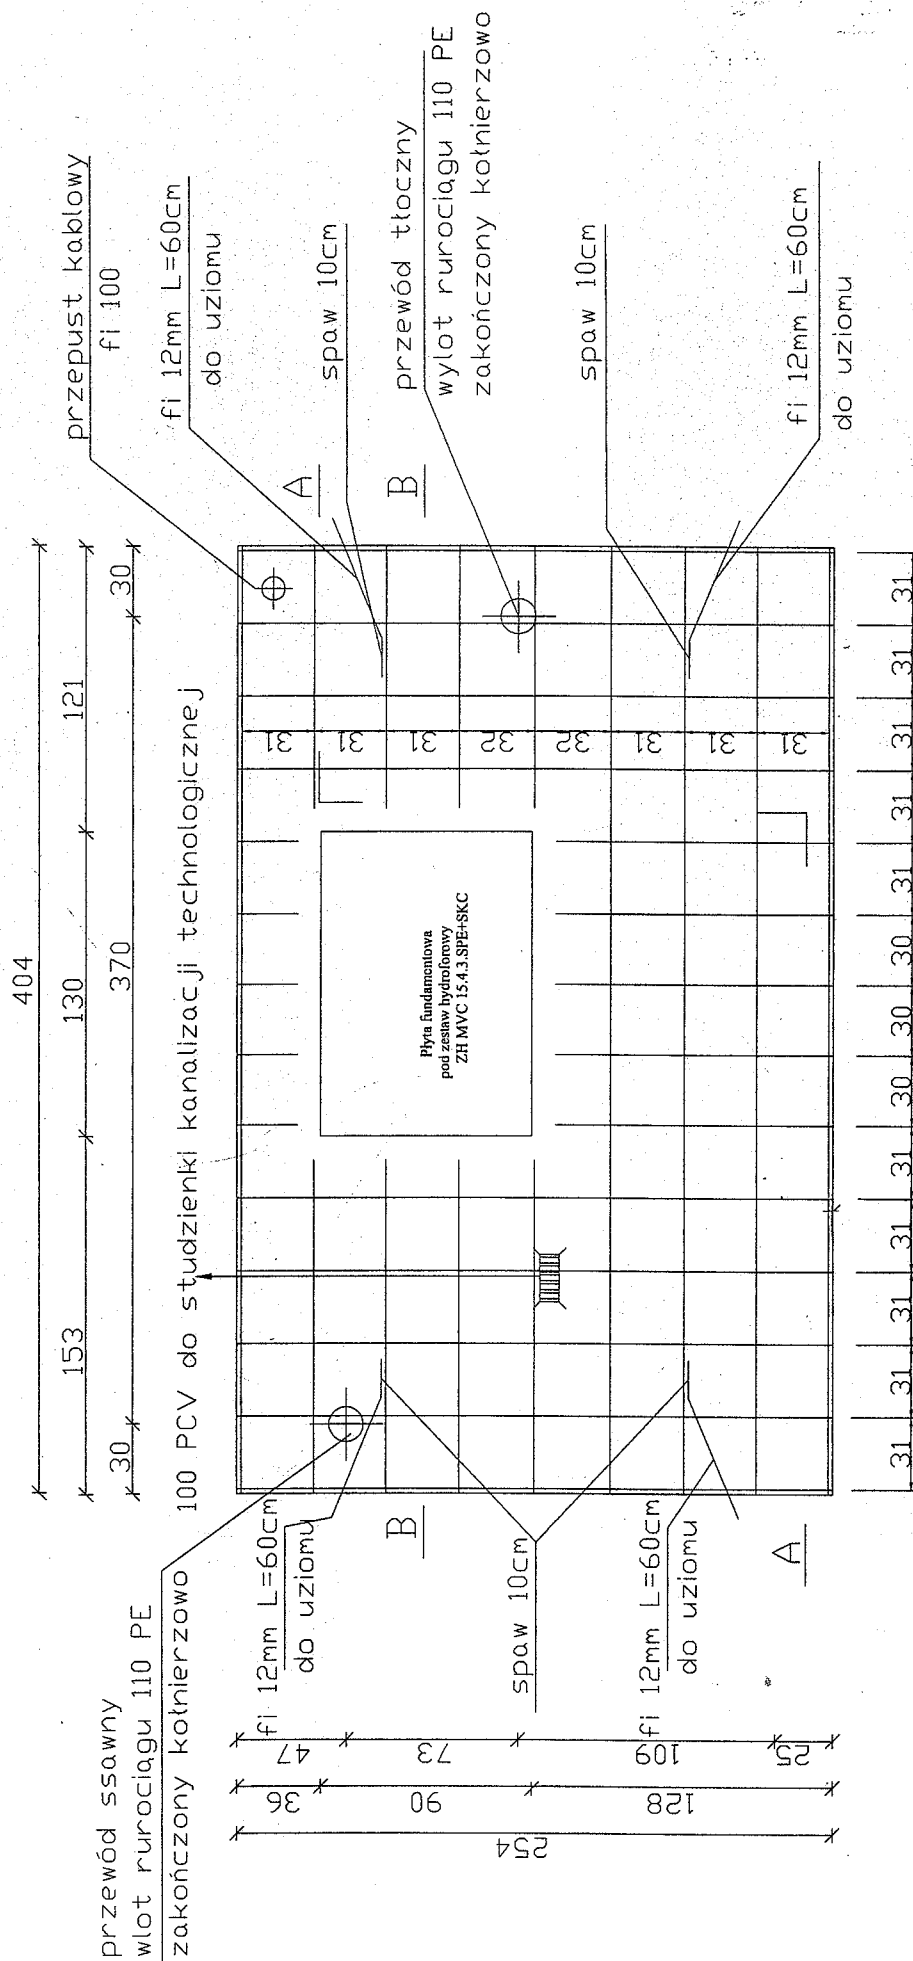 przewód ssawny
wlot rurociągu 110 PE
zakończony kołnierzowo
404
153
130
121
30
370
30
przepust kablowy
fi 100
fi 12mm L=60cm
do uziomu
spaw 10cm
przewód tłoczny
wylot rurociągu 110 PE
zakończony kołnierzowo
spaw 10cm
fi 12mm L=60cm
do uziomu
100 PCV do studzienki kanalizacji technologicznej
A
B
Płyta fundamentowa
pod zestaw hydroforowy
ZH MVC 15.4.3.SPE+SKC
31
31
31
32
32
31
31
31
fi 12mm L=60cm
do uziomu
B
spaw 10cm
fi 12mm L=60cm
do uziomu
A
47
73
109
25
36
90
128
254
31
31
31
31
31
30
30
30
31
31
31
31
31